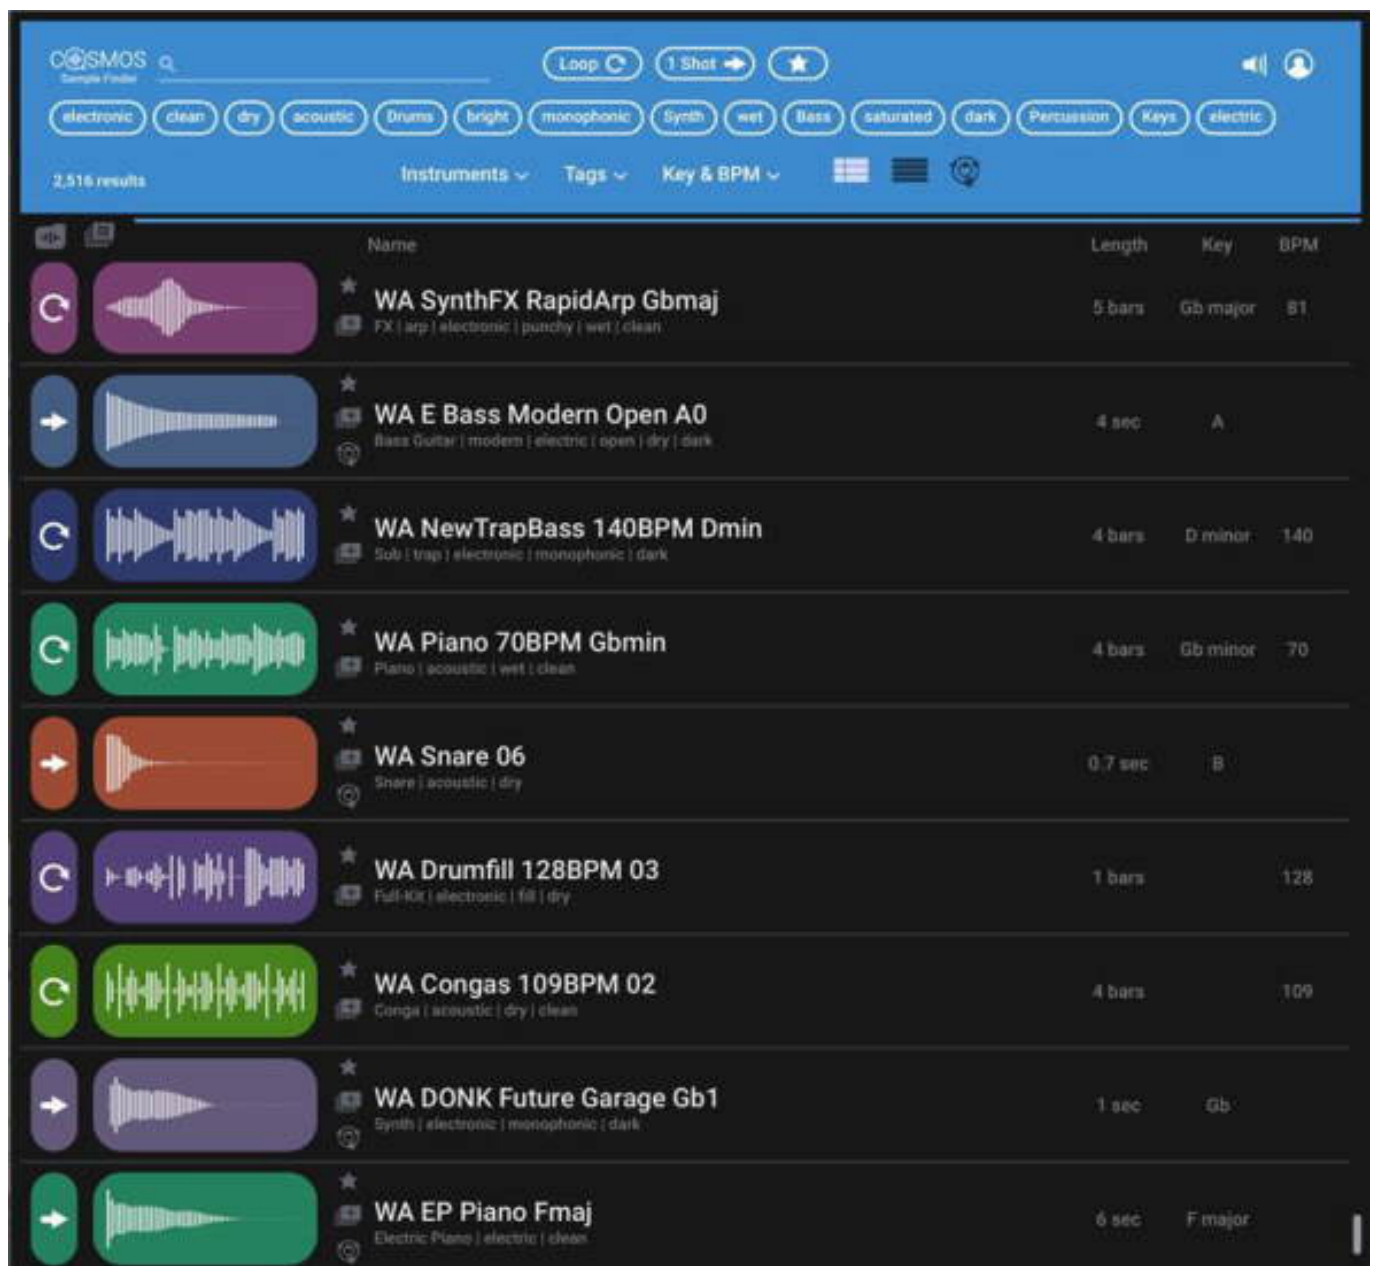 COSMOS
Sample Finder
Loop
1 Shot
electronic clean dry acoustic Drums bright monophonic Synth wet Bass saturated dark Percussion Keys electric
2,516 results
Instruments Tags Key & BPM
Name Length Key BPM
WA SynthFX RapidArp Gbmaj
FX | arp | electronic | punchy | wet | clean
5 bars Gb major 81
WA E Bass Modern Open A0
Bass Guitar | modern | electric | open | dry | dark
4 sec A
WA NewTrapBass 140BPM Dmin
Sub | trap | electronic | monophonic | dark
4 bars D minor 140
WA Piano 70BPM Gbmin
Piano | acoustic | wet | clean
4 bars Gb minor 70
WA Snare 06
Snare | acoustic | dry
0.7 sec B
WA Drumfill 128BPM 03
Full-Kit | electronic | fill | dry
1 bars 128
WA Congas 109BPM 02
Conga | acoustic | dry | clean
4 bars 109
WA DONK Future Garage Gb1
Synth | electronic | monophonic | dark
1 sec Gb
WA EP Piano Fmaj
Electric Piano | electric | clean
6 sec F major